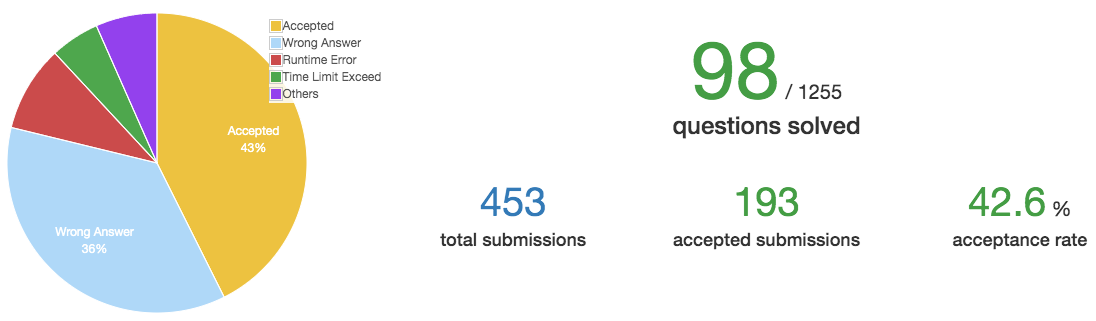 Accepted
Wrong Answer
Runtime Error
Time Limit Exceed
Others
Accepted
43%
Wrong Answer
36%
98 / 1255
questions solved
453
total submissions
193
accepted submissions
42.6 %
acceptance rate